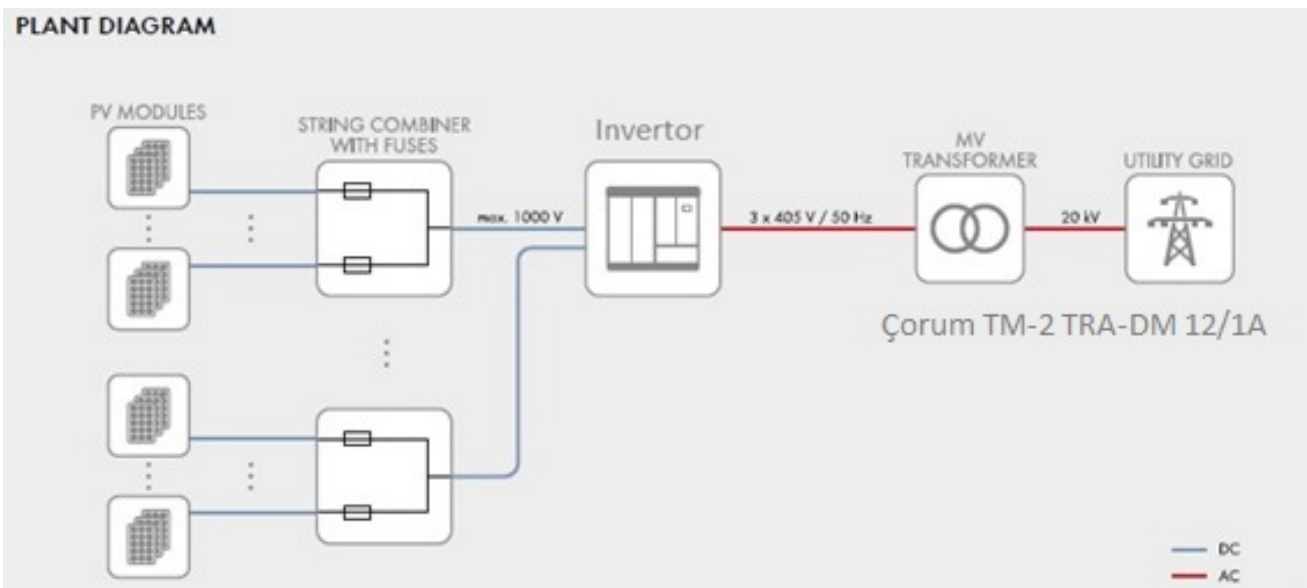 PLANT DIAGRAM
PV MODULES
STRING COMBINER
WITH FUSES
Invertor
MV
TRANSFORMER
UTILITY GRID
max. 1000 V
3 x 405 V / 50 Hz
20 kV
Çorum TM-2 TRA-DM 12/1A
DC
AC